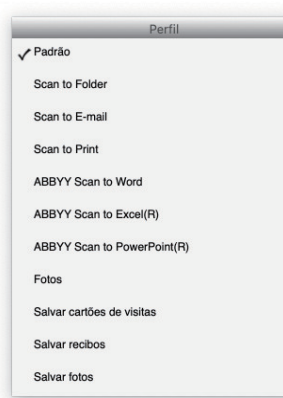 Perfil
Padrão
Scan to Folder
Scan to E-mail
Scan to Print
ABBYY Scan to Word
ABBYY Scan to Excel(R)
ABBYY Scan to PowerPoint(R)
Fotos
Salvar cartões de visitas
Salvar recibos
Salvar fotos